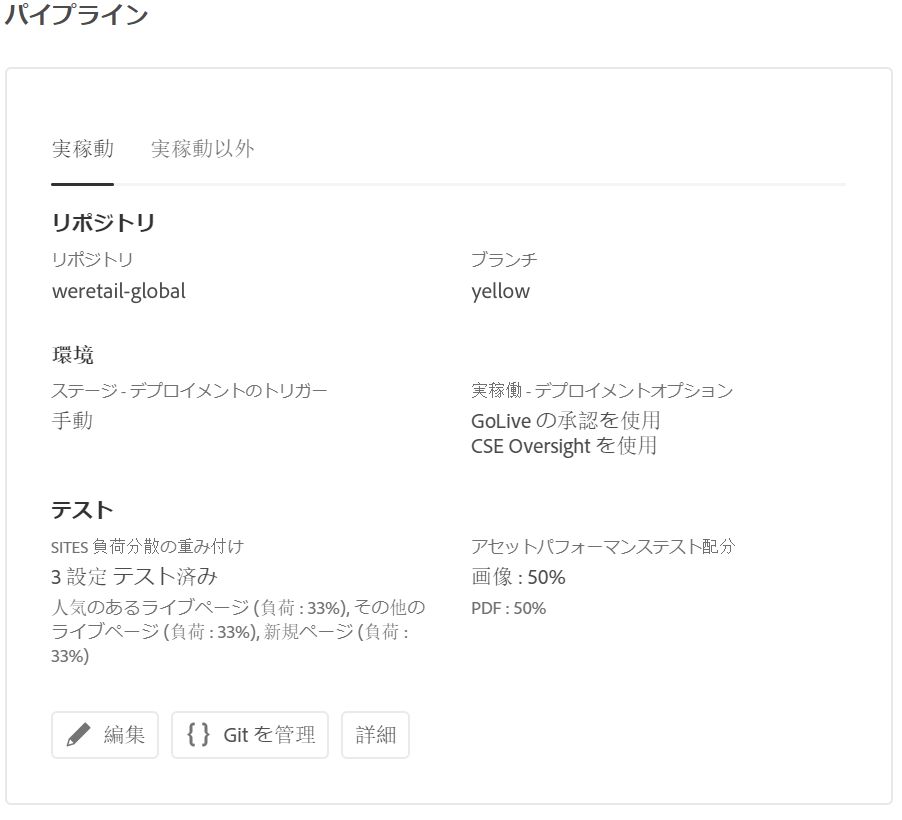 パイプライン
実稼動 実稼動以外
リポジトリ
リポジトリ ブランチ
weretail-global yellow
環境
ステージ - デプロイメントのトリガー 実稼働 - デプロイメントオプション
手動 GoLive の承認を使用
CSE Oversight を使用
テスト
SITES 負荷分散の重み付け アセットパフォーマンステスト配分
3 設定 テスト済み 画像 : 50%
人気のあるライブページ (負荷 : 33%), その他の PDF : 50%
ライブページ (負荷 : 33%), 新規ページ (負荷 :
33%)
編集 {} Git を管理 詳細